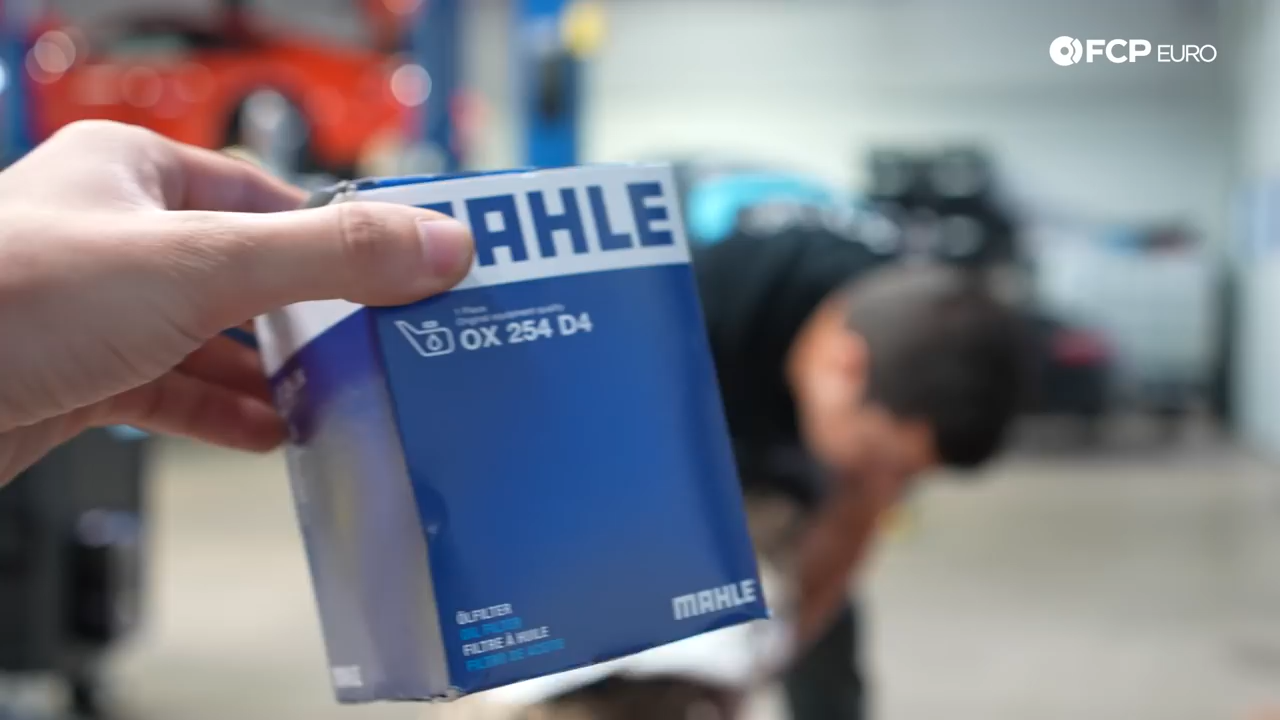 FCP EURO
MAHLE
OX 254 D4
MAHLE
ÖLFILTER
OIL FILTER
FILTRE À HUILE
FILTRO DE ACEITE